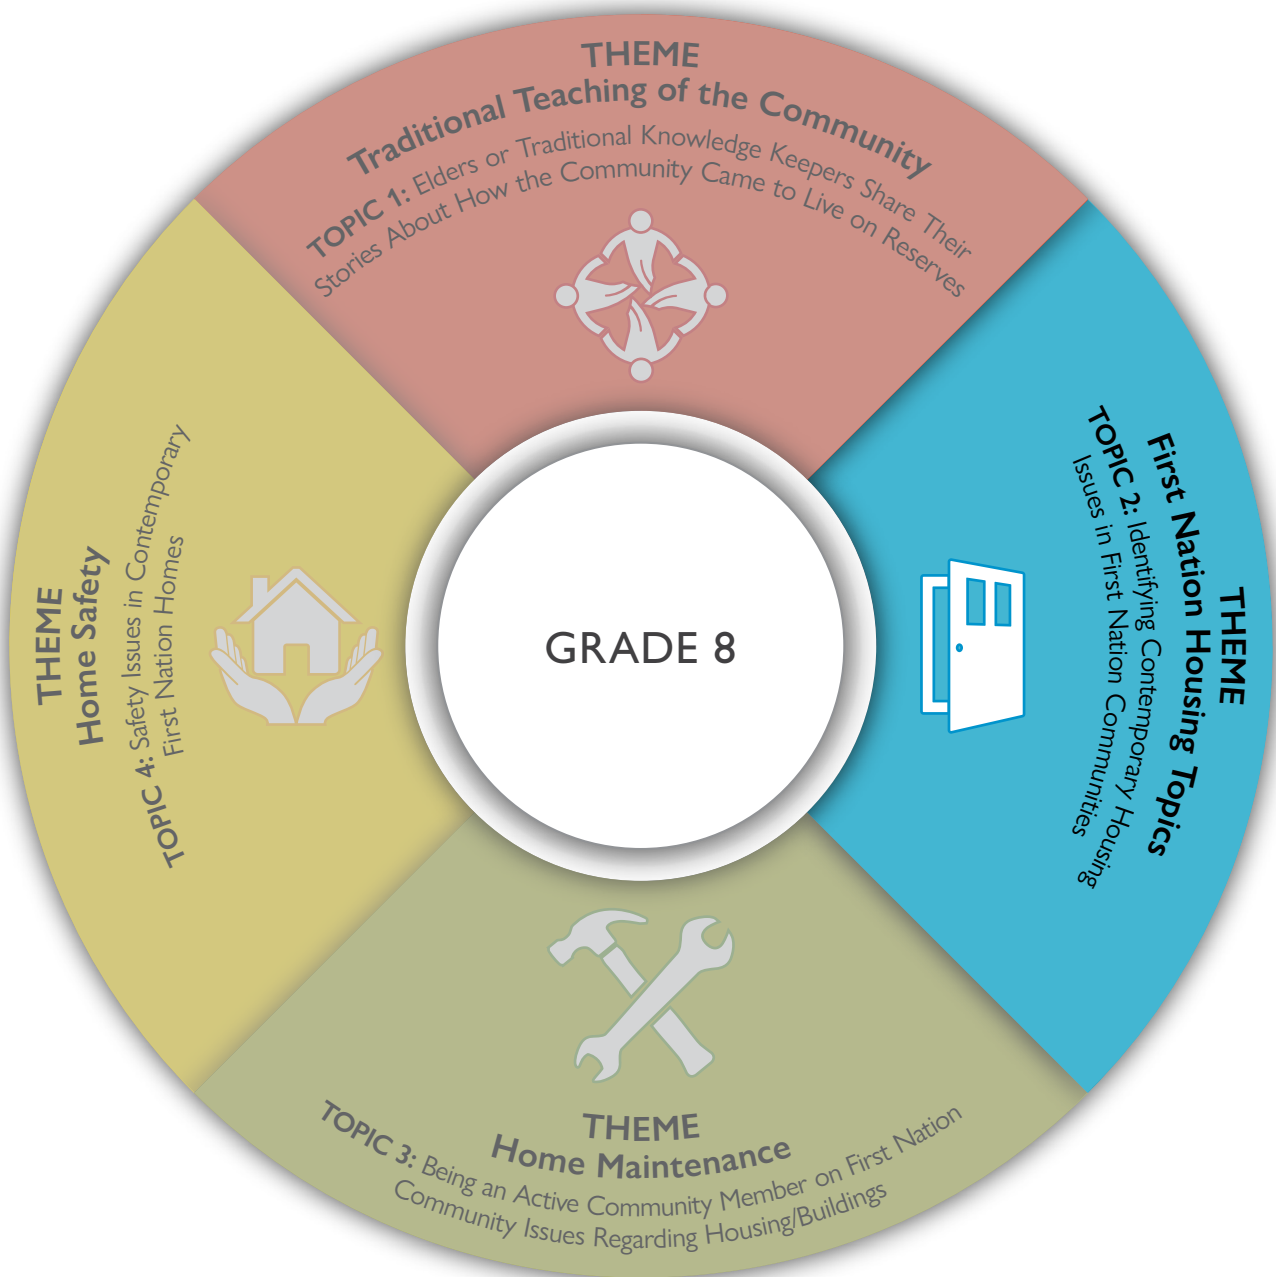 THEME
Traditional Teaching of the Community
TOPIC 1: Elders or Traditional Knowledge Keepers Share Their
Stories About How the Community Came to Live on Reserves
THEME
First Nation Housing Topics
TOPIC 2: Identifying Contemporary Housing
Issues in First Nation Communities
THEME
Home Maintenance
TOPIC 3: Being an Active Community Member on First Nation
Community Issues Regarding Housing/Buildings
THEME
Home Safety
TOPIC 4: Safety Issues in Contemporary
First Nation Homes
GRADE 8